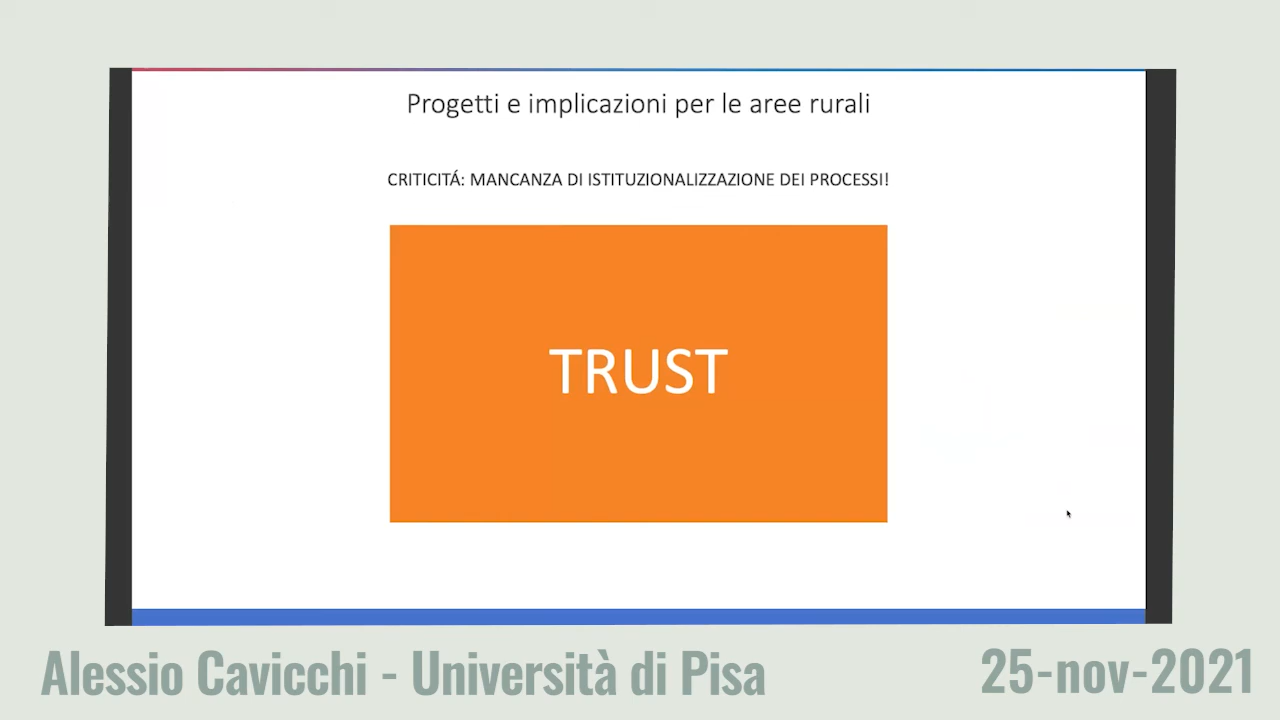 Progetti e implicazioni per le aree rurali
CRITICITÁ: MANCANZA DI ISTITUZIONALIZZAZIONE DEI PROCESSI!
TRUST
Alessio Cavicchi - Università di Pisa
25-nov-2021